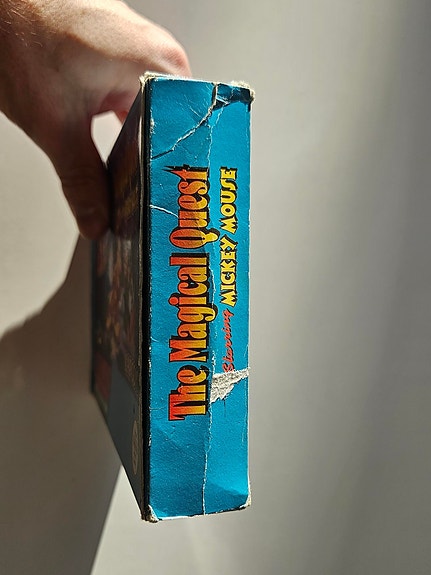 The Magical Quest
Starring MICKEY MOUSE